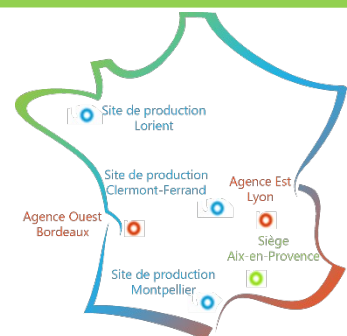 Site de production
Lorient
Site de production
Clermont-Ferrand
Agence Est
Lyon
Agence Ouest
Bordeaux
Siège
Aix-en-Provence
Site de production
Montpellier